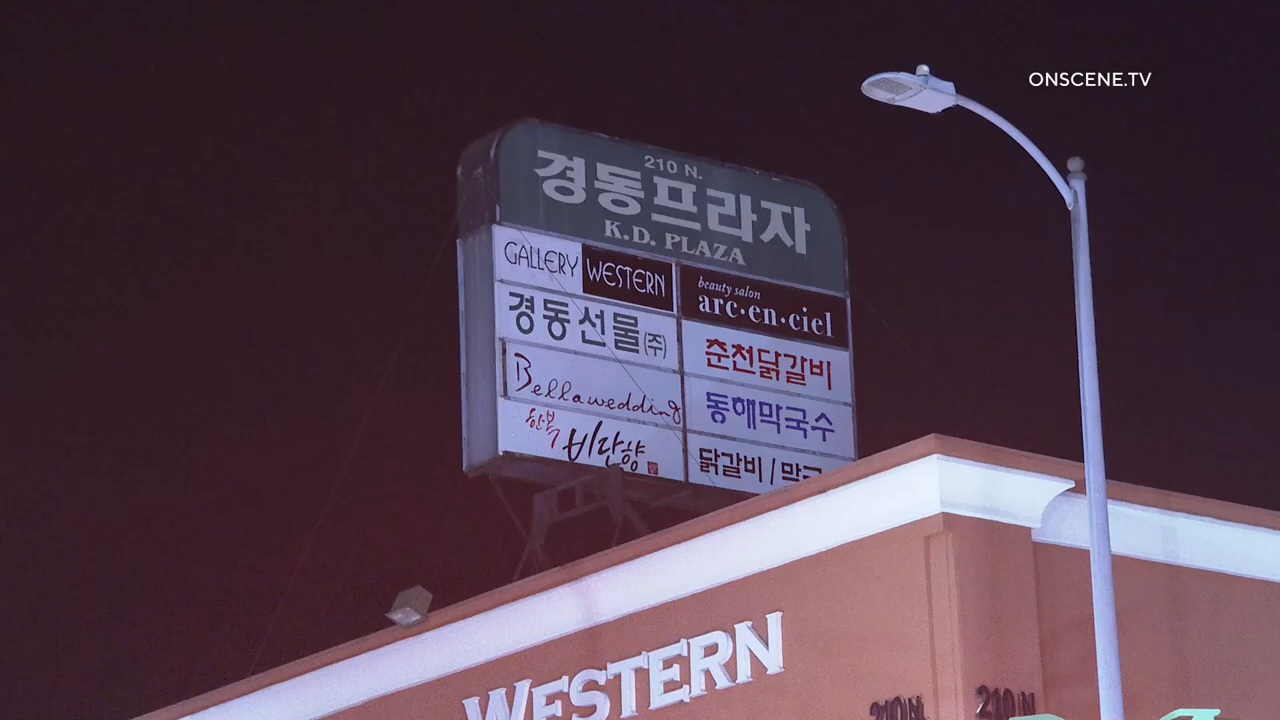 ONSCENE.TV
210 N.
경동프라자
K.D. PLAZA
GALLERY WESTERN
beauty salon
arc·en·ciel
경동선물(주)
춘천닭갈비
Bellawedding
동해막국수
한복
비단향
닭갈비/막국
WESTERN
210 N
210 N